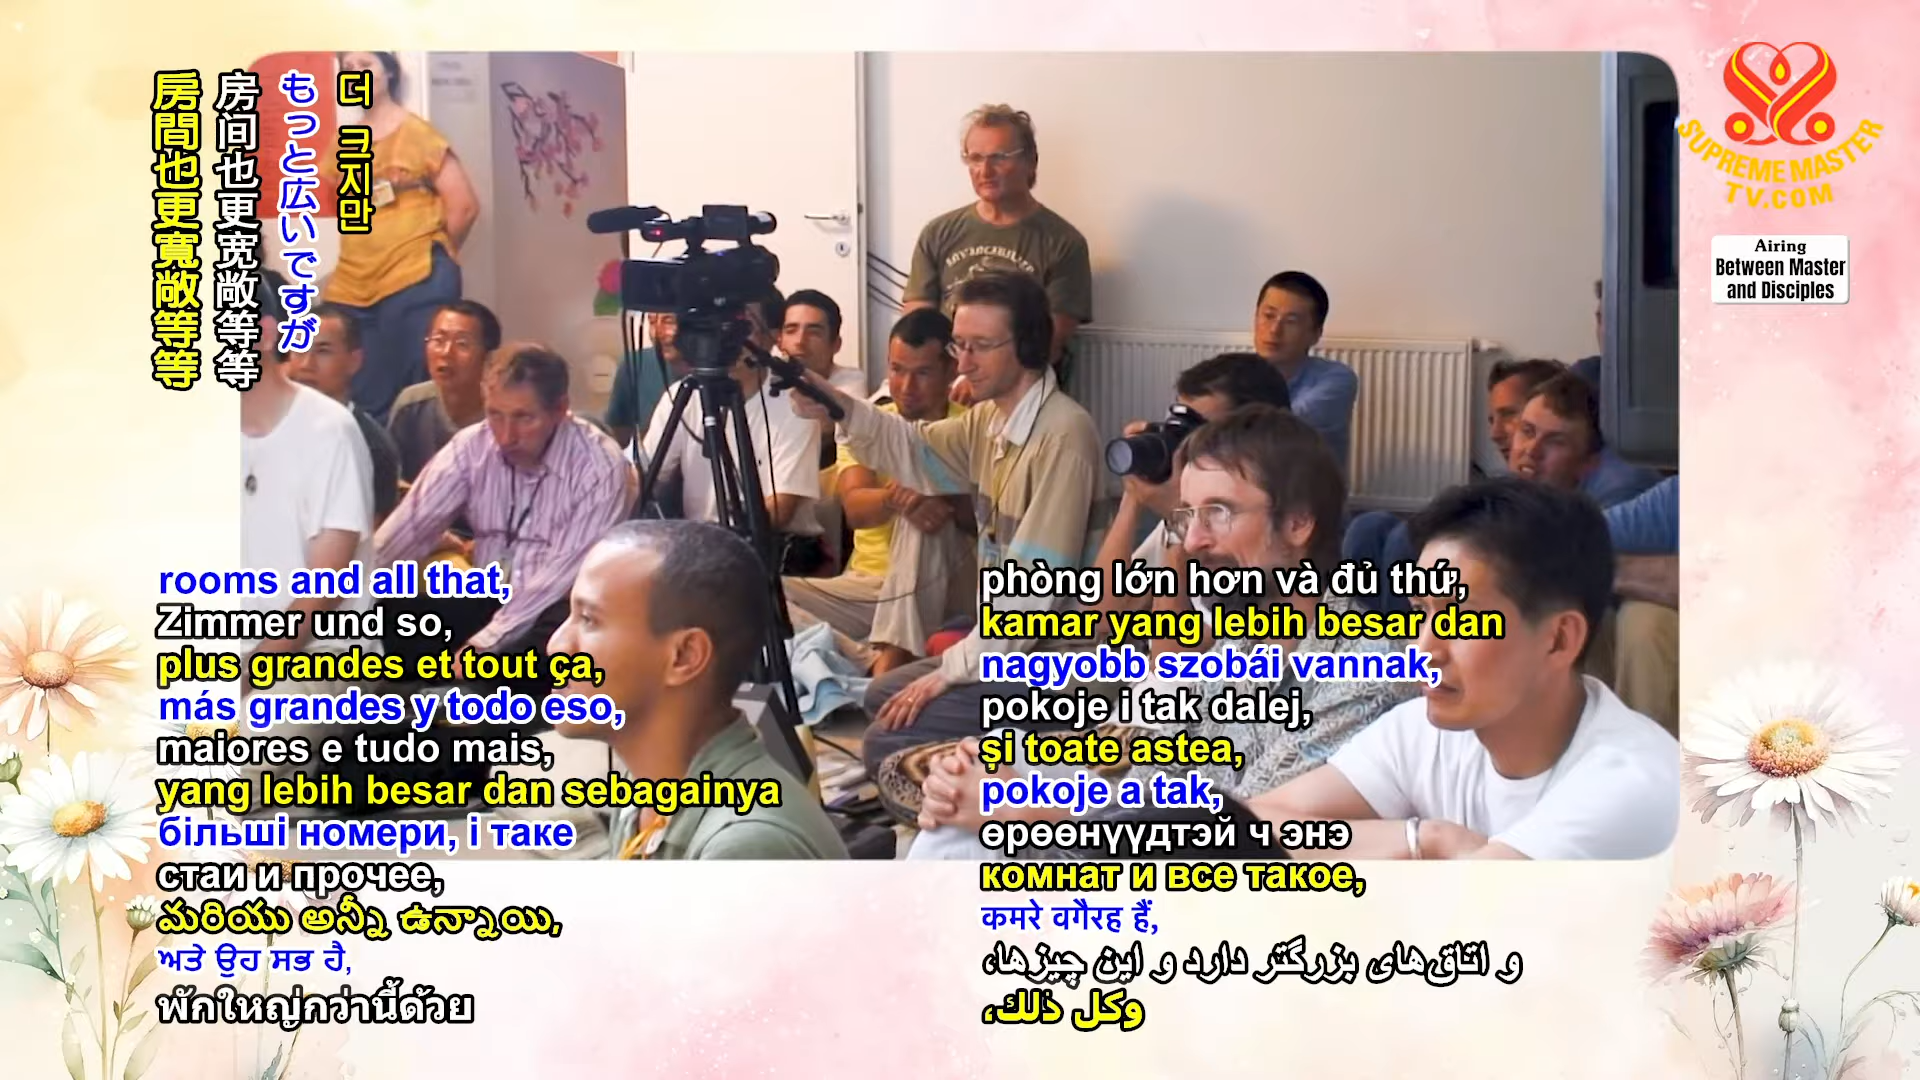 房間也更寬敞等等
房间也更宽敞等等
もっと広いですが
더 크지만
SUPREME MASTER
TV.COM
Airing
Between Master
and Disciples
rooms and all that,
Zimmer und so,
plus grandes et tout ça,
más grandes y todo eso,
maiores e tudo mais,
yang lebih besar dan sebagainya
більші номери, і таке
стаи и прочее,
మరియు అన్నీ ఉన్నాయి,
ਅਤੇ ਉਹ ਸਭ ਹੈ,
พักใหญ่กว่านี้ด้วย
phòng lớn hơn và đủ thứ,
kamar yang lebih besar dan
nagyobb szobái vannak,
pokoje i tak dalej,
și toate astea,
pokoje a tak,
өрөөнүүдтэй ч энэ
комнат и все такое,
कमरे वगैरह हैं,
و اتاق‌های بزرگتر دارد و این چیزها،
وكل ذلك،